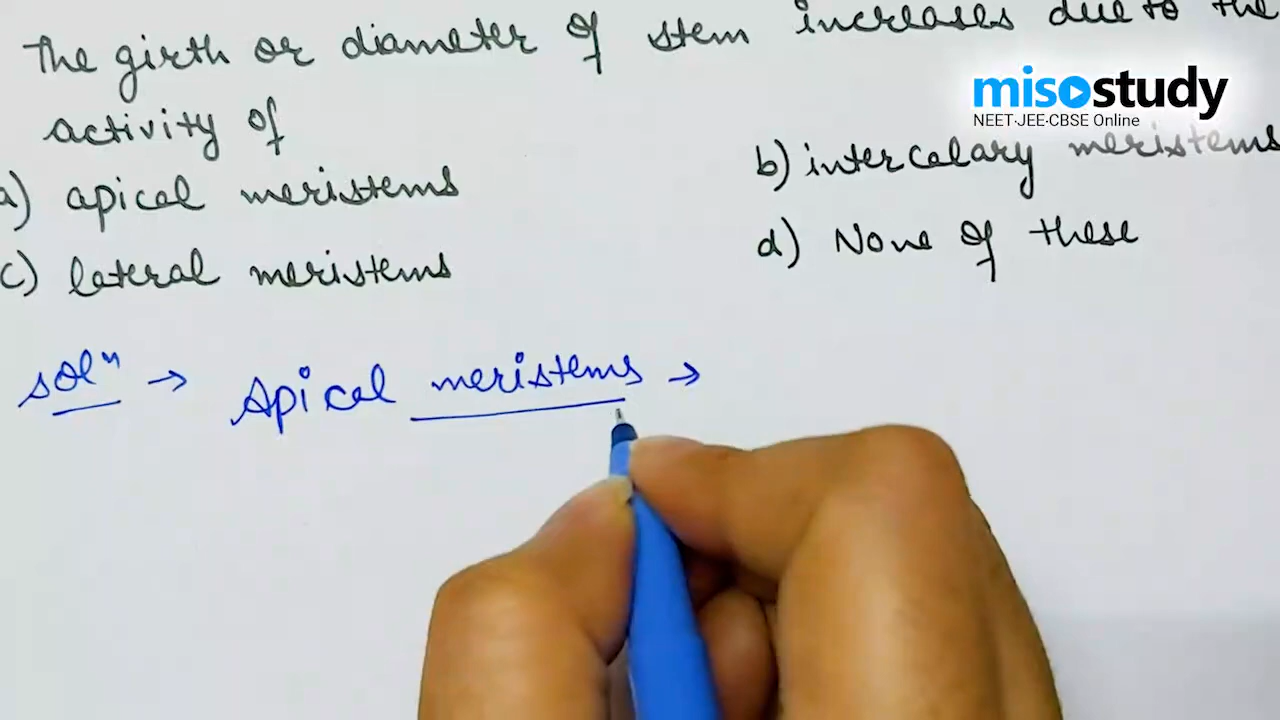 The girth or diameter of stem increases due to the
activity of
a) apical meristems
b) intercalary meristems
c) lateral meristems
d) None of these
solⁿ → Apical meristems →
misostudy
NEET·JEE·CBSE Online